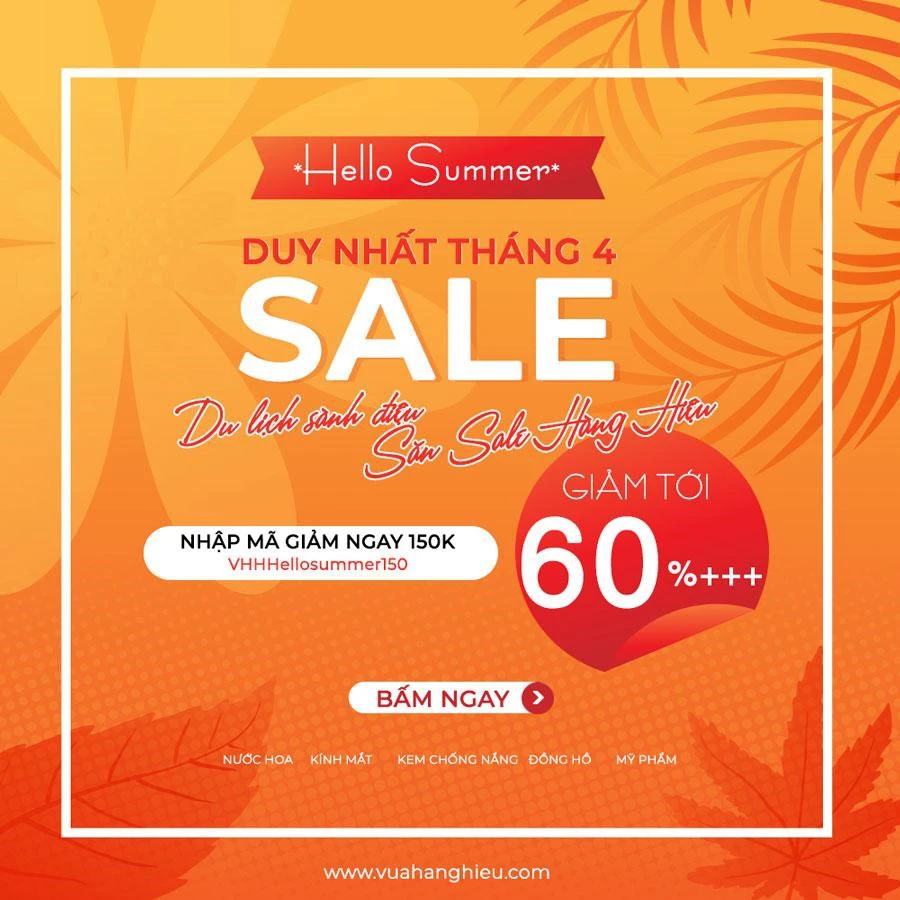 *Hello Summer*
DUY NHẤT THÁNG 4
SALE
Du lịch sành điệu
Săn Sale Hàng Hiệu
GIẢM TỚI
60%+++
NHẬP MÃ GIẢM NGAY 150K
VHHHellosummer150
BẤM NGAY
NƯỚC HOA KÍNH MẮT KEM CHỐNG NẮNG ĐỒNG HỒ MỸ PHẨM
www.vuahanghieu.com